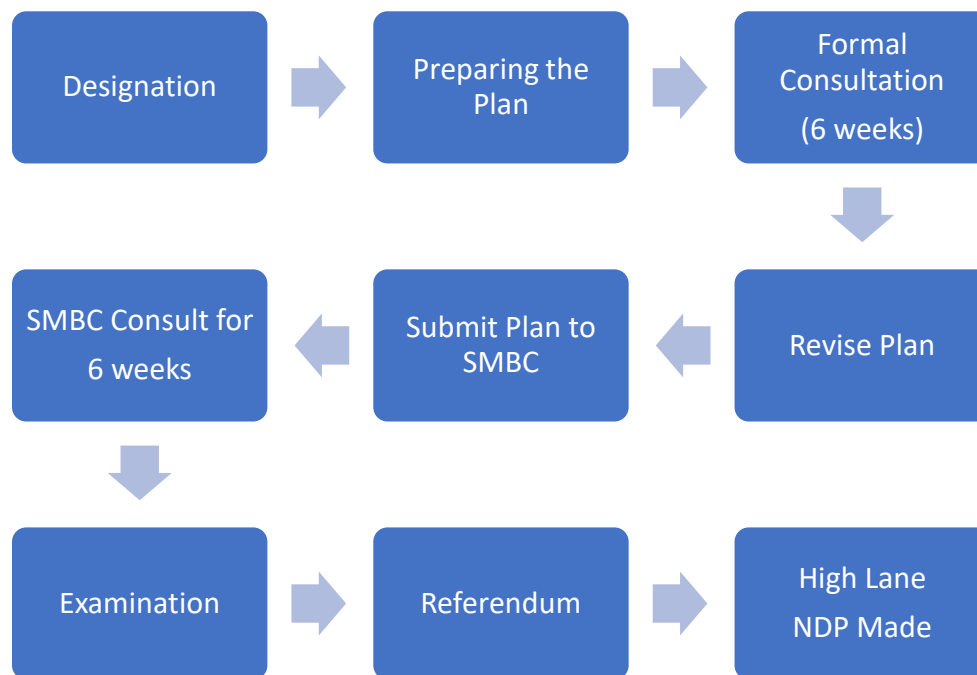 Designation
Preparing the
Plan
Formal
Consultation
(6 weeks)
Revise Plan
Submit Plan to
SMBC
SMBC Consult for
6 weeks
Examination
Referendum
High Lane
NDP Made